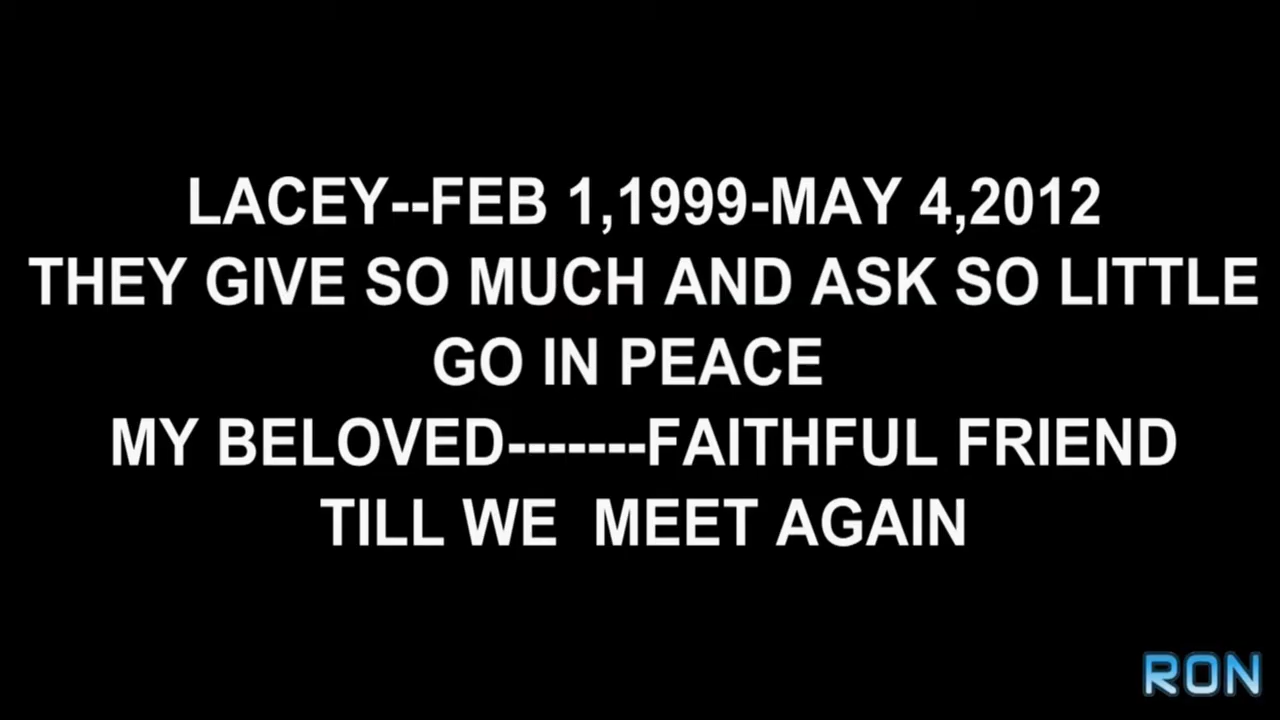 LACEY--FEB 1,1999-MAY 4,2012
THEY GIVE SO MUCH AND ASK SO LITTLE
GO IN PEACE
MY BELOVED-------FAITHFUL FRIEND
TILL WE  MEET AGAIN
RON